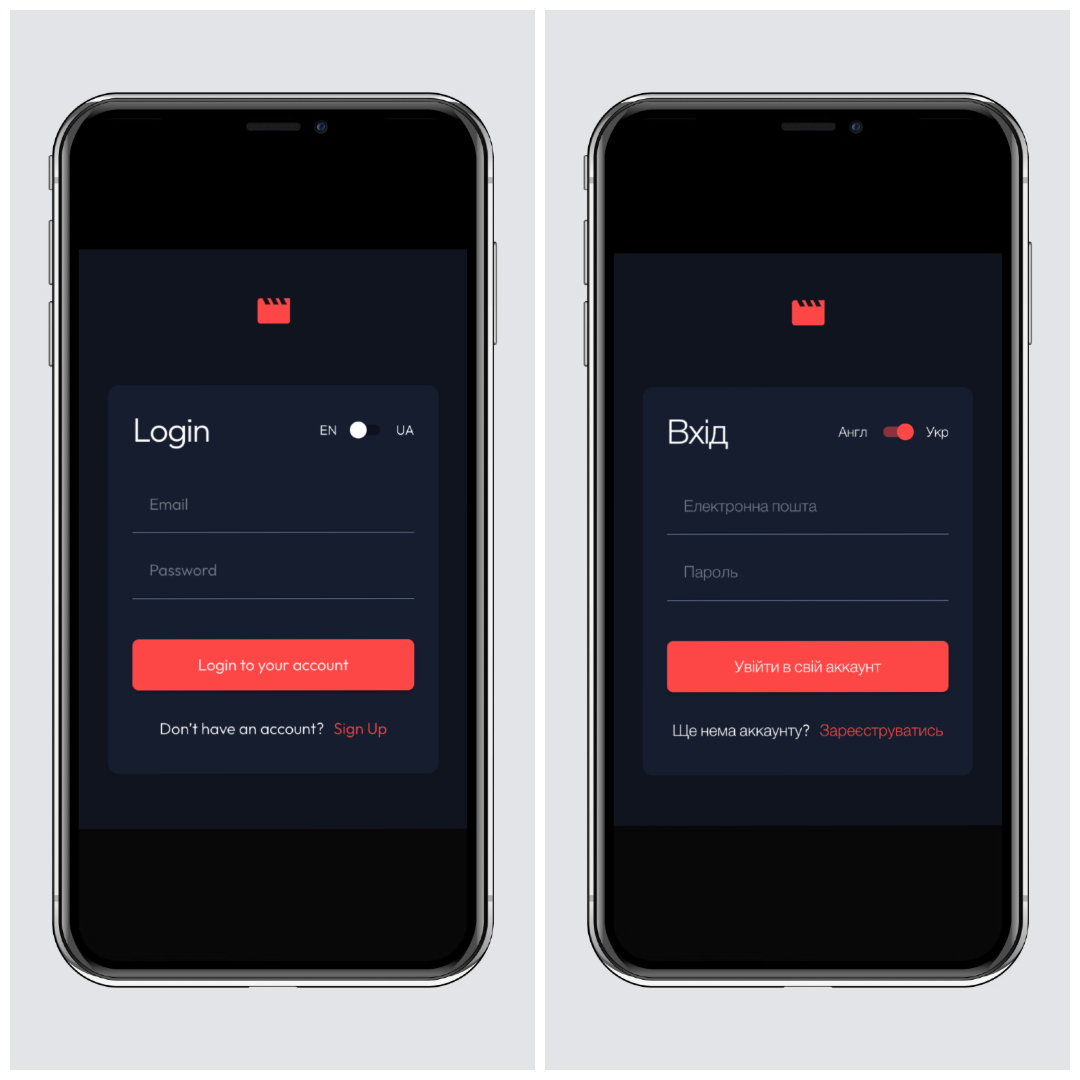 Login
EN
UA
Email
Password
Login to your account
Don't have an account? Sign Up
Вхід
Англ
Укр
Електронна пошта
Пароль
Увійти в свій аккаунт
Ще нема аккаунту? Зареєструватись